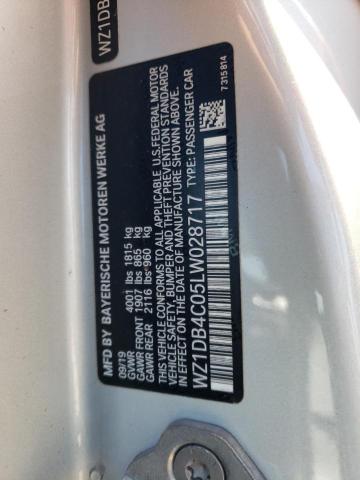 WZ1DB
MFD BY BAYERISCHE MOTOREN WERKE AG
09/19
GVWR 4001 lbs 1815 kg
GAWR FRONT 1907 lbs 865 kg
GAWR REAR 2116 lbs 960 kg
THIS VEHICLE CONFORMS TO ALL APPLICABLE U.S. FEDERAL MOTOR
VEHICLE SAFETY, BUMPER AND THEFT PREVENTION STANDARDS
IN EFFECT ON THE DATE OF MANUFACTURE SHOWN ABOVE.
WZ1DB4C05LW028717 TYPE: PASSENGER CAR
7315814